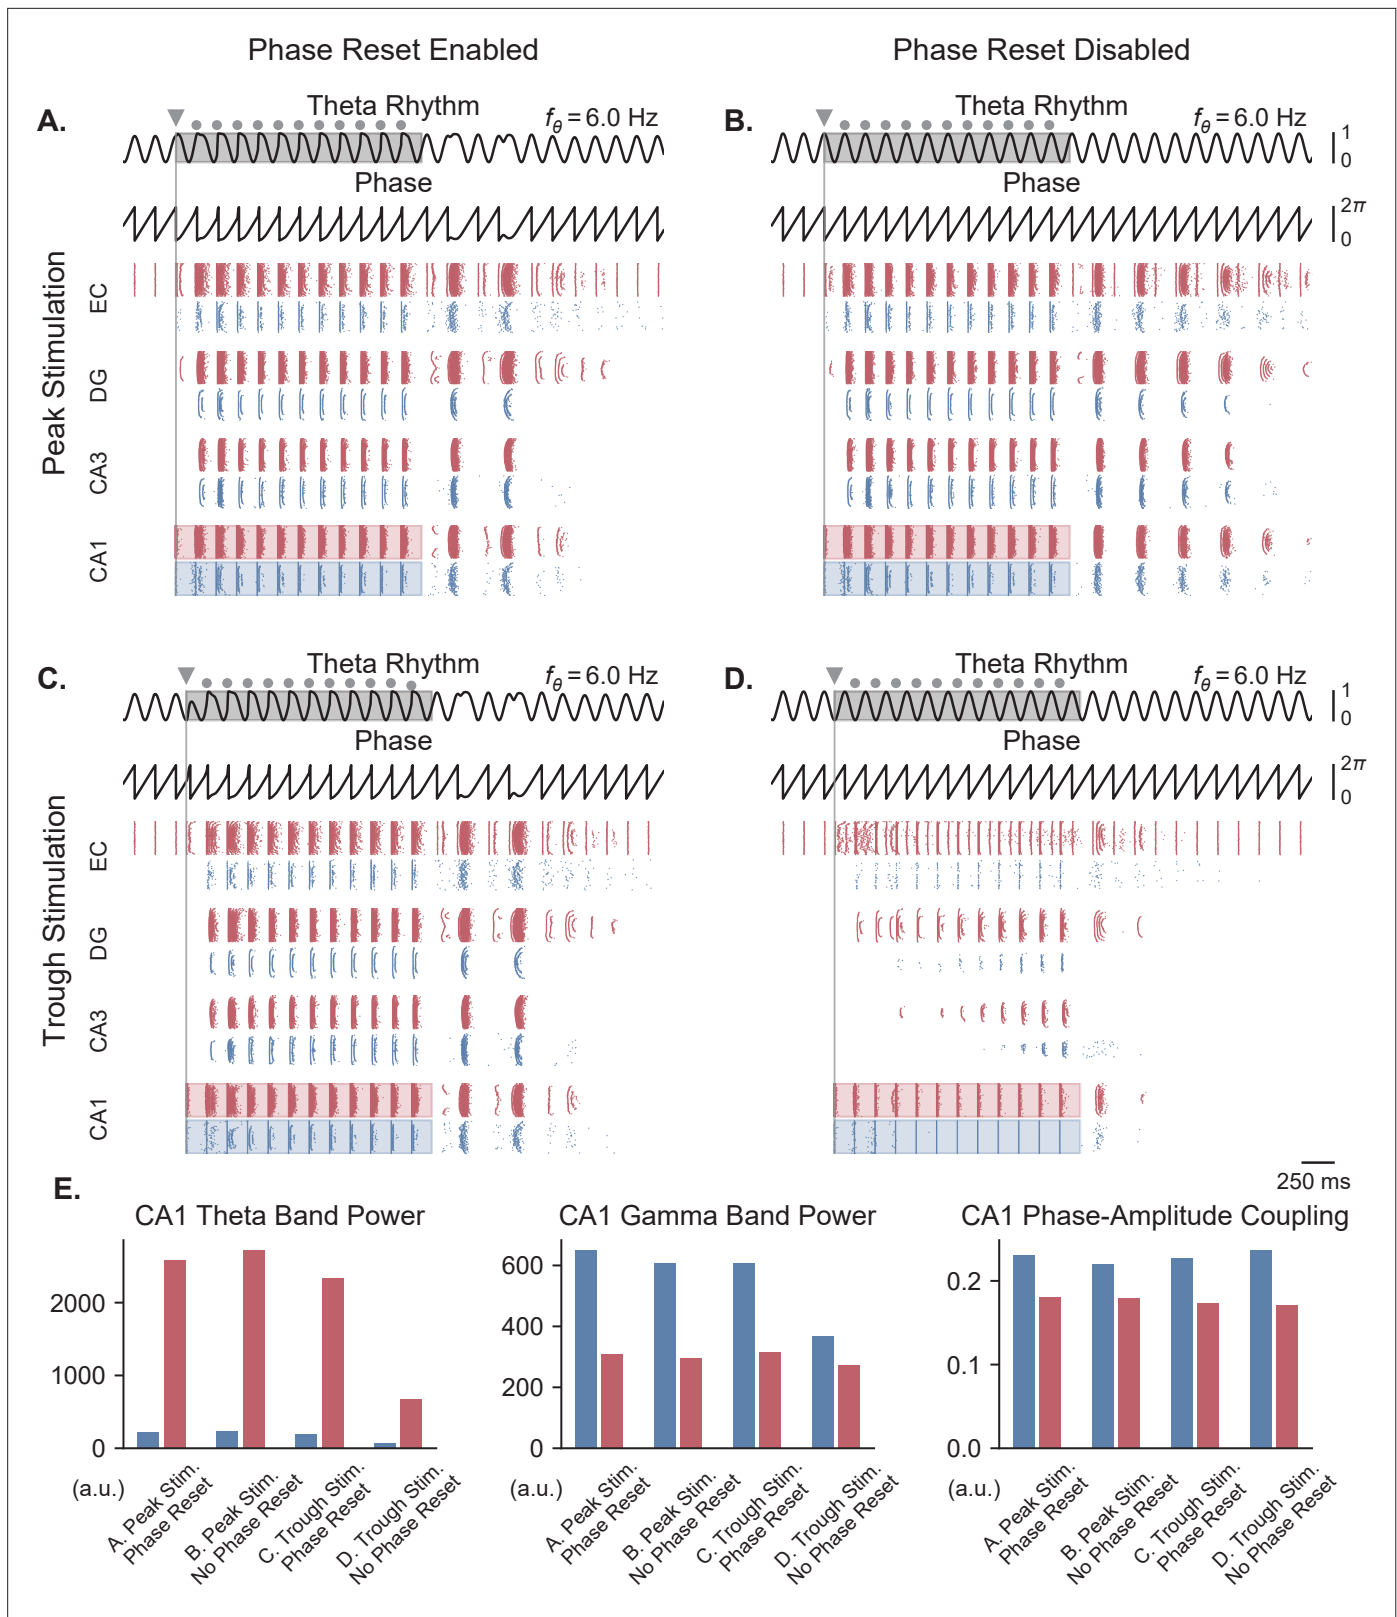 Phase Reset Enabled
Phase Reset Disabled
A.
Theta Rhythm
fθ = 6.0 Hz
B.
Theta Rhythm
fθ = 6.0 Hz
1
0
Phase
Phase
2π
0
Peak Stimulation
EC
DG
CA3
CA1
C.
Theta Rhythm
fθ = 6.0 Hz
D.
Theta Rhythm
fθ = 6.0 Hz
1
0
Phase
Phase
2π
0
Trough Stimulation
EC
DG
CA3
CA1
250 ms
E.
CA1 Theta Band Power
2000
1000
0
(a.u.)
A. Peak Stim.
Phase Reset
B. Peak Stim.
No Phase Reset
C. Trough Stim.
Phase Reset
D. Trough Stim.
No Phase Reset
CA1 Gamma Band Power
600
400
200
0
(a.u.)
A. Peak Stim.
Phase Reset
B. Peak Stim.
No Phase Reset
C. Trough Stim.
Phase Reset
D. Trough Stim.
No Phase Reset
CA1 Phase-Amplitude Coupling
0.2
0.1
0.0
(a.u.)
A. Peak Stim.
Phase Reset
B. Peak Stim.
No Phase Reset
C. Trough Stim.
Phase Reset
D. Trough Stim.
No Phase Reset